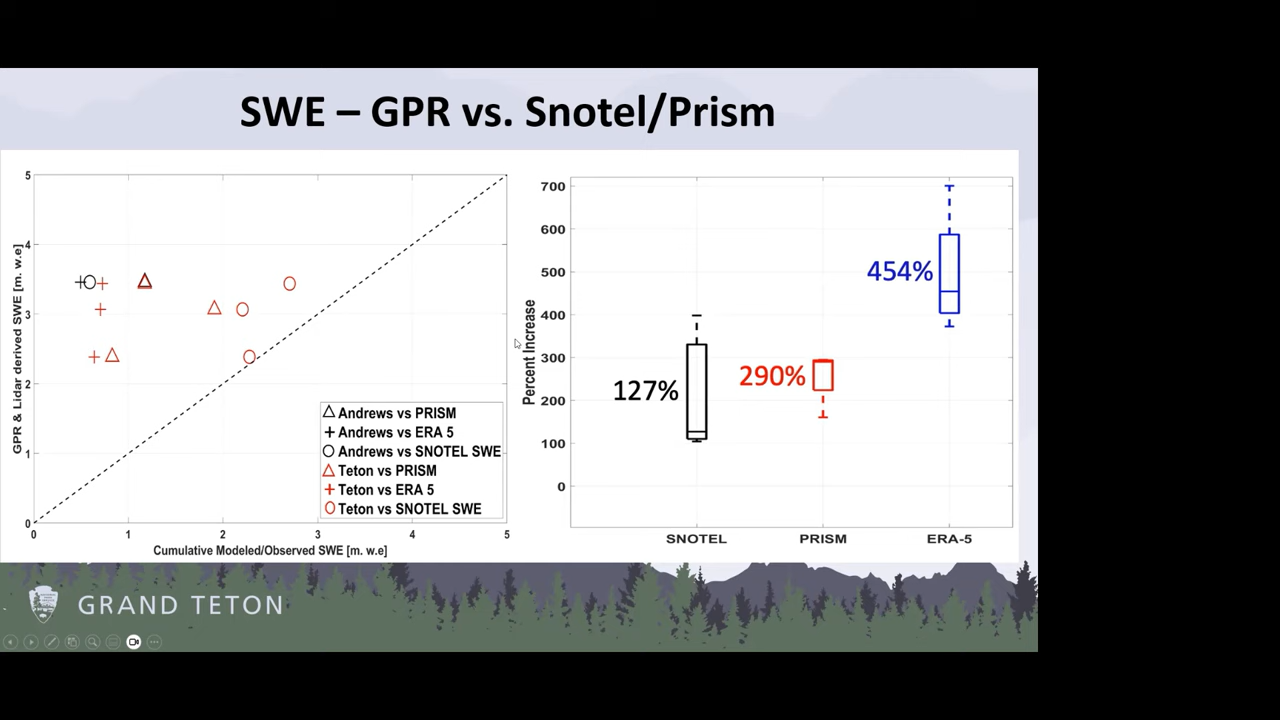 SWE – GPR vs. Snotel/Prism
GPR & Lidar derived SWE [m. w.e]
5
4
3
2
1
0
0
1
2
3
4
5
Cumulative Modeled/Observed SWE [m. w.e]
Andrews vs PRISM
Andrews vs ERA 5
Andrews vs SNOTEL SWE
Teton vs PRISM
Teton vs ERA 5
Teton vs SNOTEL SWE
Percent Increase
700
600
500
400
300
200
100
0
127%
290%
454%
SNOTEL
PRISM
ERA-5
GRAND TETON